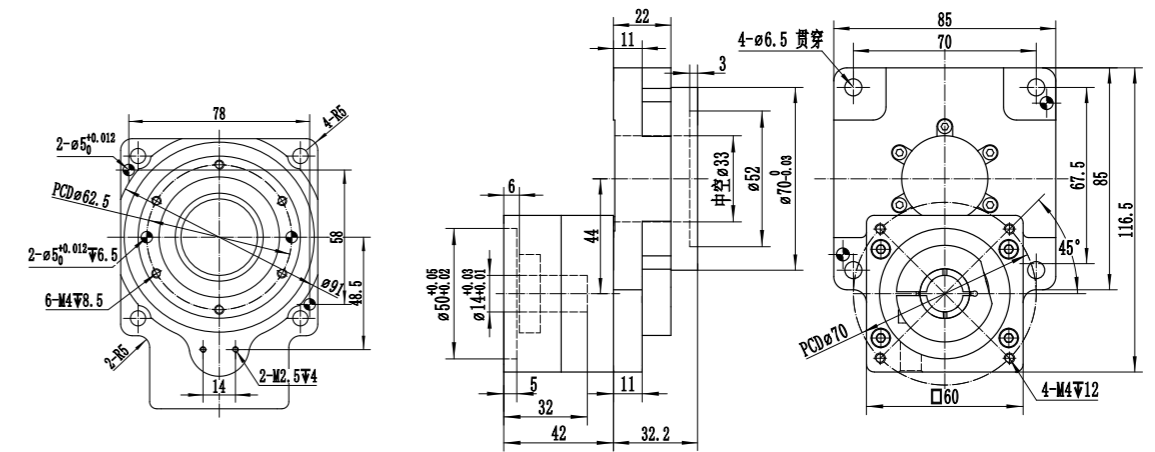 78
4-R5
2-ø5+0.012 0
PCDø62.5
2-ø5+0.012 0 ↧6.5
6-M4↧8.5
58
48.5
ø91
2-R5
14
2-M2.5↧4
22
11
3
中空ø33
ø52
ø70 0 -0.03
6
44
ø50+0.05 +0.02
ø14+0.03 +0.01
5
11
32
42
32.2
85
4-ø6.5 贯穿
70
67.5
85
116.5
45°
PCDø70
4-M4↧12
□60